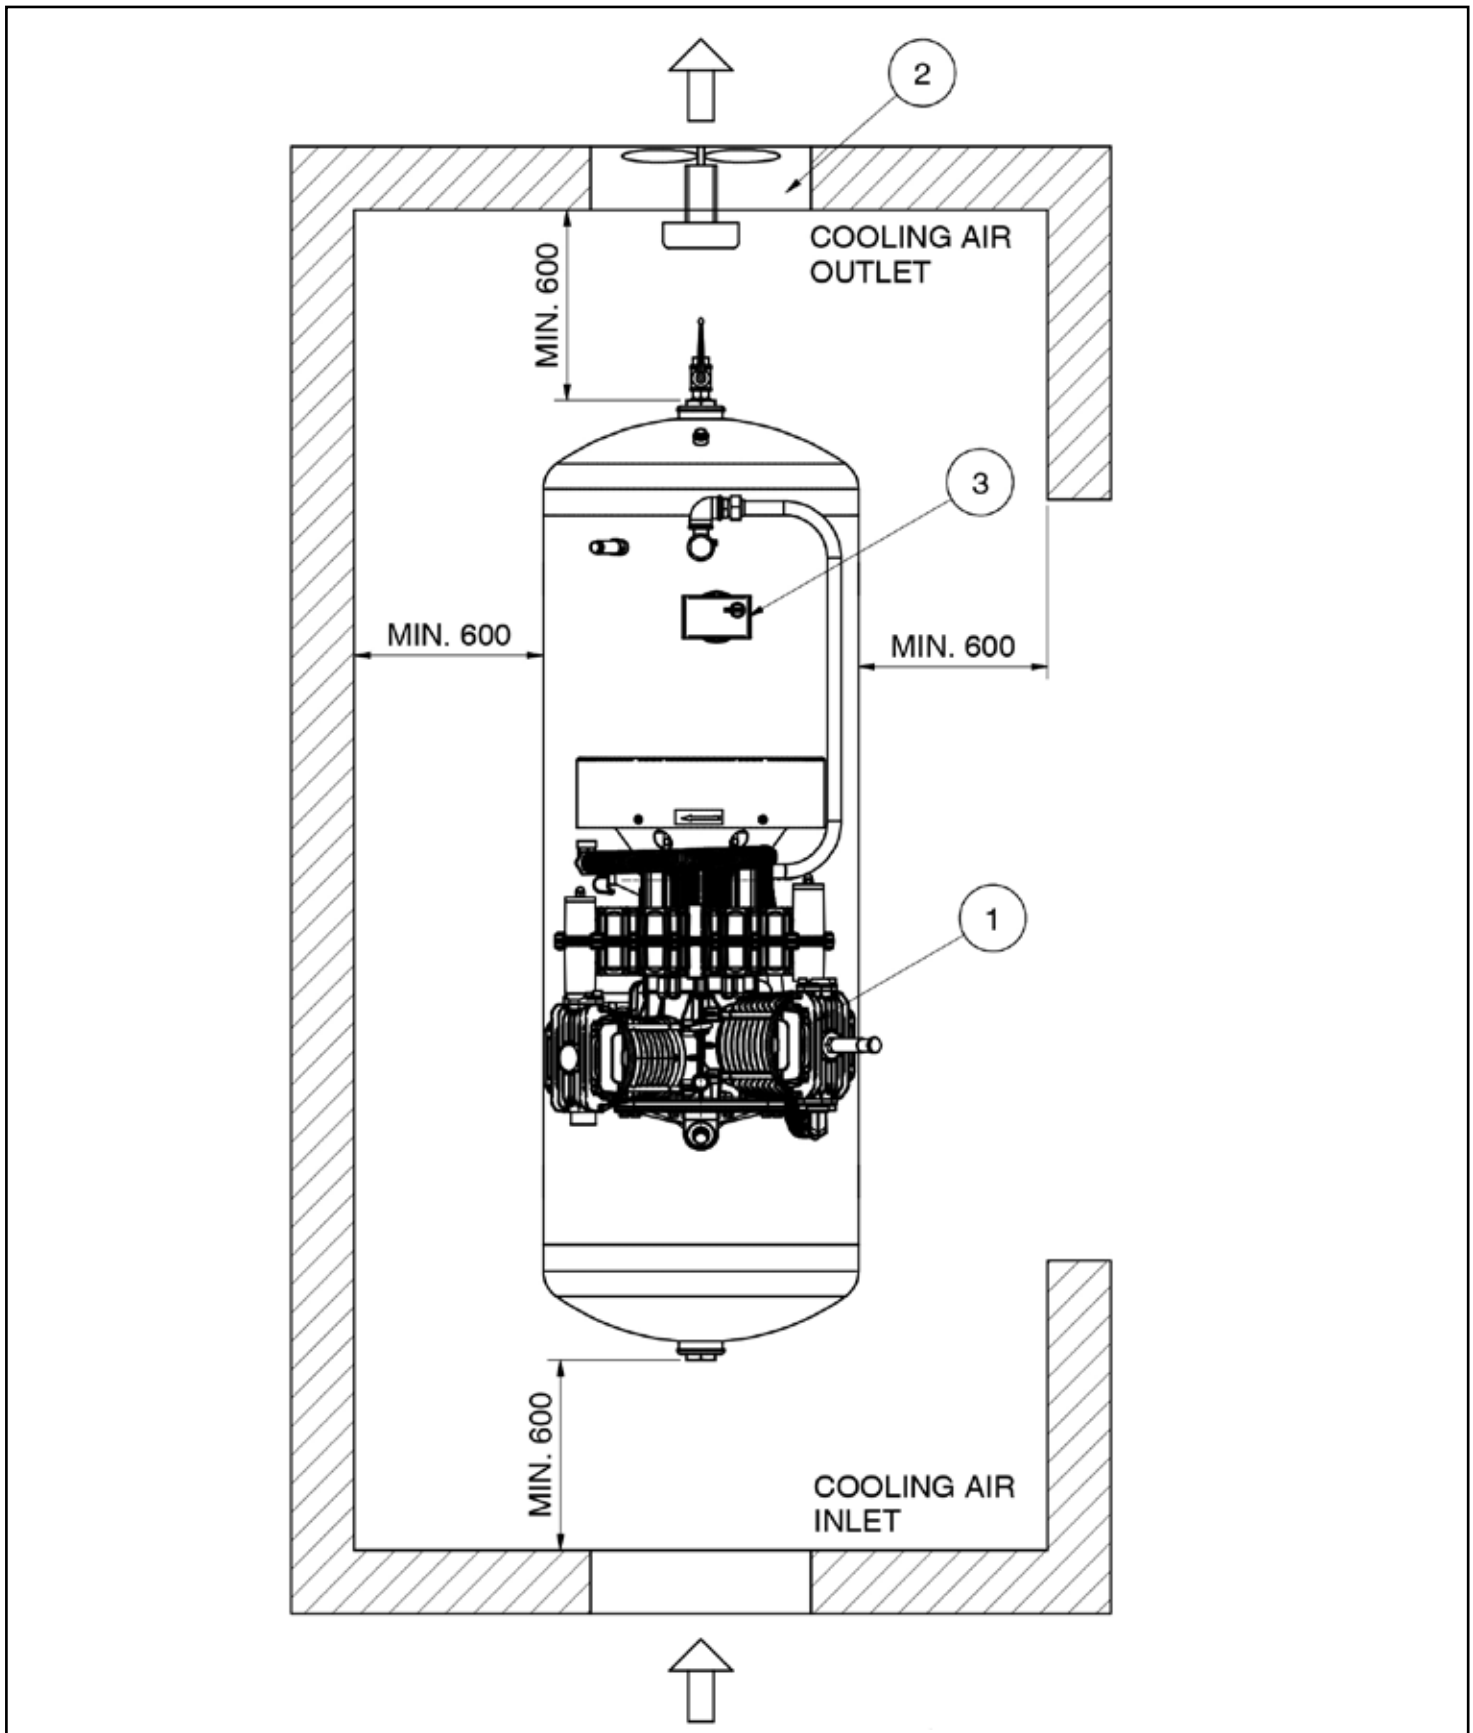 2
COOLING AIR
OUTLET
MIN. 600
3
MIN. 600
MIN. 600
1
MIN. 600
COOLING AIR
INLET